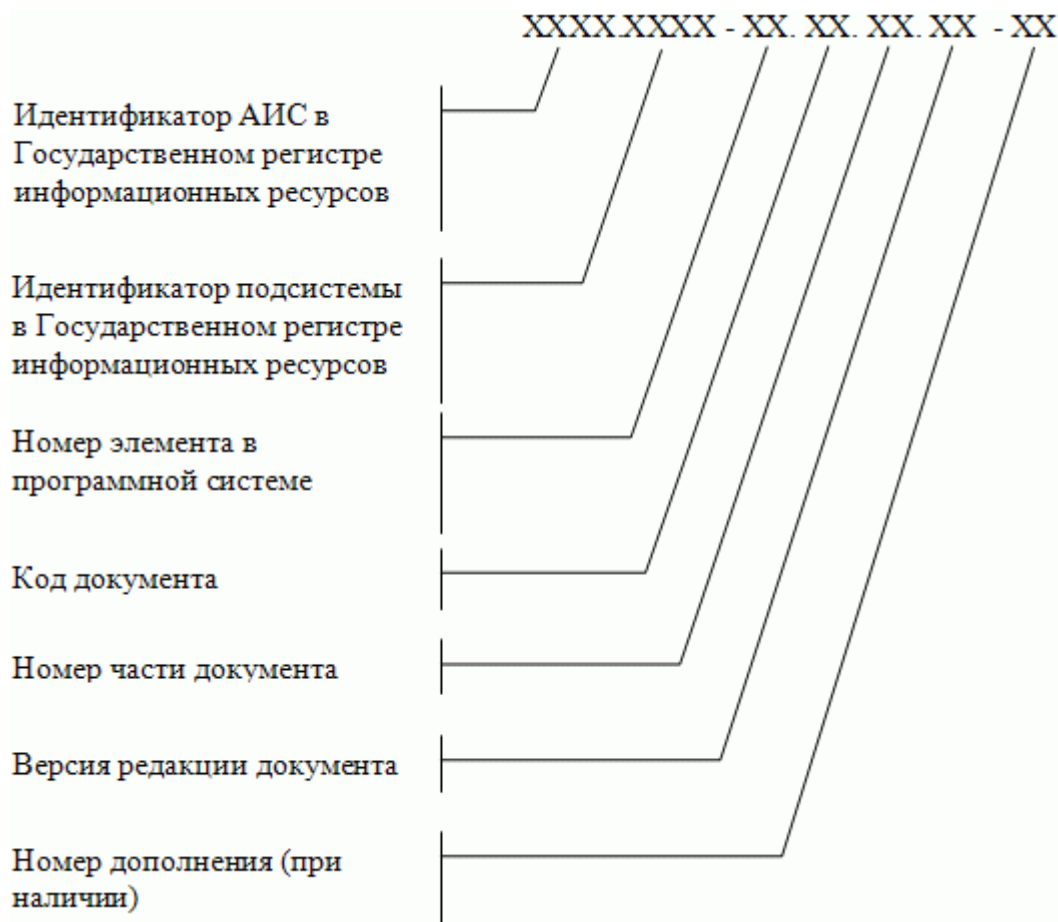 XXXX.XXXX - XX. XX. XX. XX - XX
Идентификатор АИС в
Государственном регистре
информационных ресурсов
Идентификатор подсистемы
в Государственном регистре
информационных ресурсов
Номер элемента в
программной системе
Код документа
Номер части документа
Версия редакции документа
Номер дополнения (при
наличии)